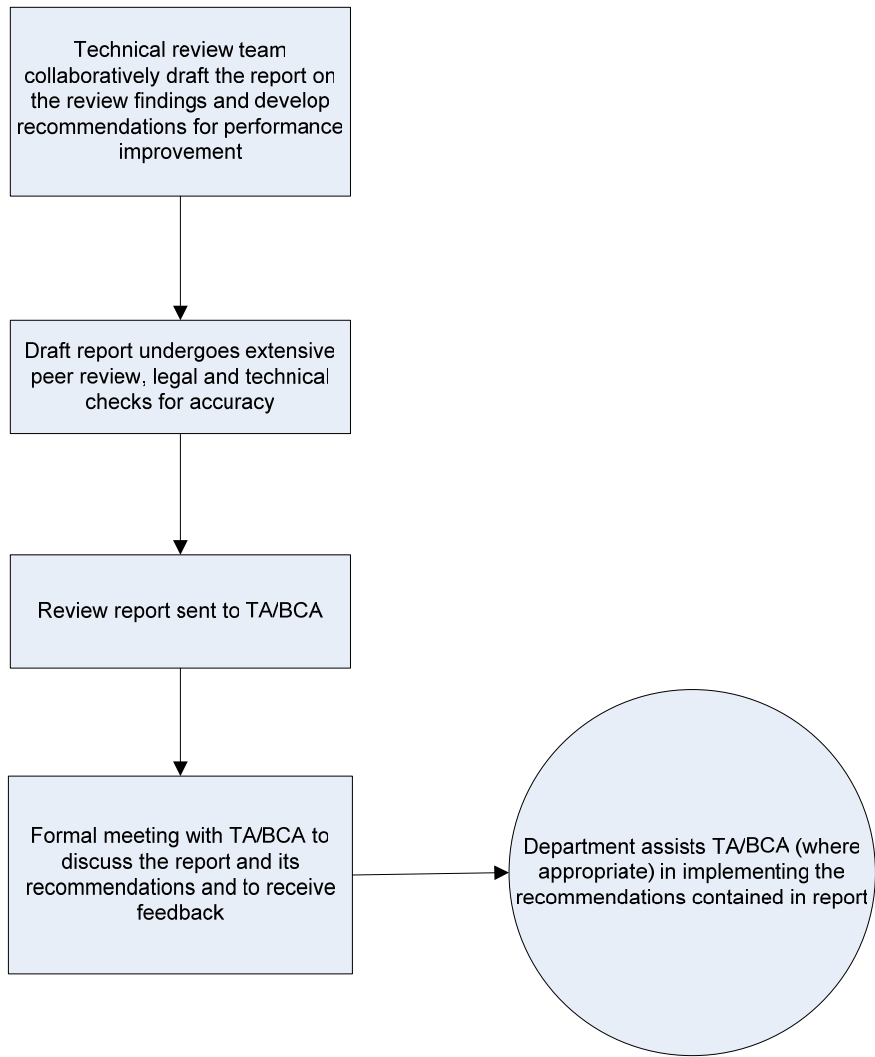 Technical review team
collaboratively draft the report on
the review findings and develop
recommendations for performance
improvement
Draft report undergoes extensive
peer review, legal and technical
checks for accuracy
Review report sent to TA/BCA
Formal meeting with TA/BCA to
discuss the report and its
recommendations and to receive
feedback
Department assists TA/BCA (where
appropriate) in implementing the
recommendations contained in report